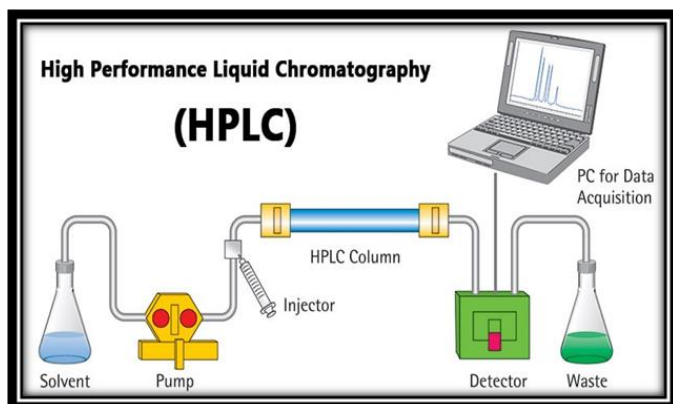 High Performance Liquid Chromatography
(HPLC)
PC for Data
Acquisition
HPLC Column
Injector
Solvent
Pump
Detector
Waste